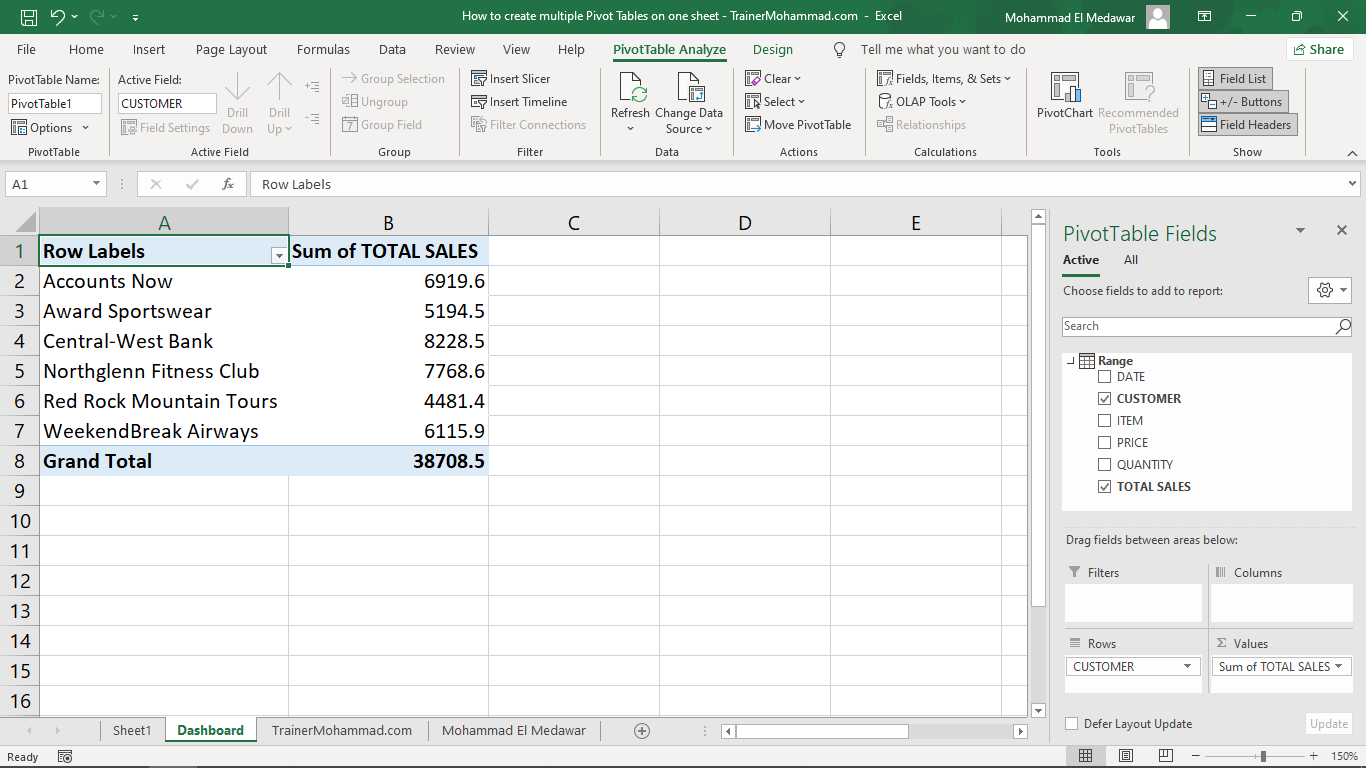 How to create multiple Pivot Tables on one sheet - TrainerMohammad.com - Excel
Mohammad El Medawar
File Home Insert Page Layout Formulas Data Review View Help PivotTable Analyze Design Tell me what you want to do Share
PivotTable Name:
PivotTable1
Options
PivotTable
Active Field:
CUSTOMER
Field Settings
Drill
Down
Drill
Up
Active Field
Group Selection
Ungroup
Group Field
Group
Insert Slicer
Insert Timeline
Filter Connections
Filter
Refresh
Change Data
Source
Data
Clear
Select
Move PivotTable
Actions
Fields, Items, & Sets
OLAP Tools
Relationships
Calculations
PivotChart
Recommended
PivotTables
Tools
Field List
+/- Buttons
Field Headers
Show
A1 fx Row Labels
A B C D E
1 Row Labels Sum of TOTAL SALES
2 Accounts Now 6919.6
3 Award Sportswear 5194.5
4 Central-West Bank 8228.5
5 Northglenn Fitness Club 7768.6
6 Red Rock Mountain Tours 4481.4
7 WeekendBreak Airways 6115.9
8 Grand Total 38708.5
9
10
11
12
13
14
15
16
PivotTable Fields
Active All
Choose fields to add to report:
Search
Range
DATE
CUSTOMER
ITEM
PRICE
QUANTITY
TOTAL SALES
Drag fields between areas below:
Filters
Columns
Rows
CUSTOMER
Σ Values
Sum of TOTAL SALES
Defer Layout Update Update
Sheet1 Dashboard TrainerMohammad.com Mohammad El Medawar
Ready
150%